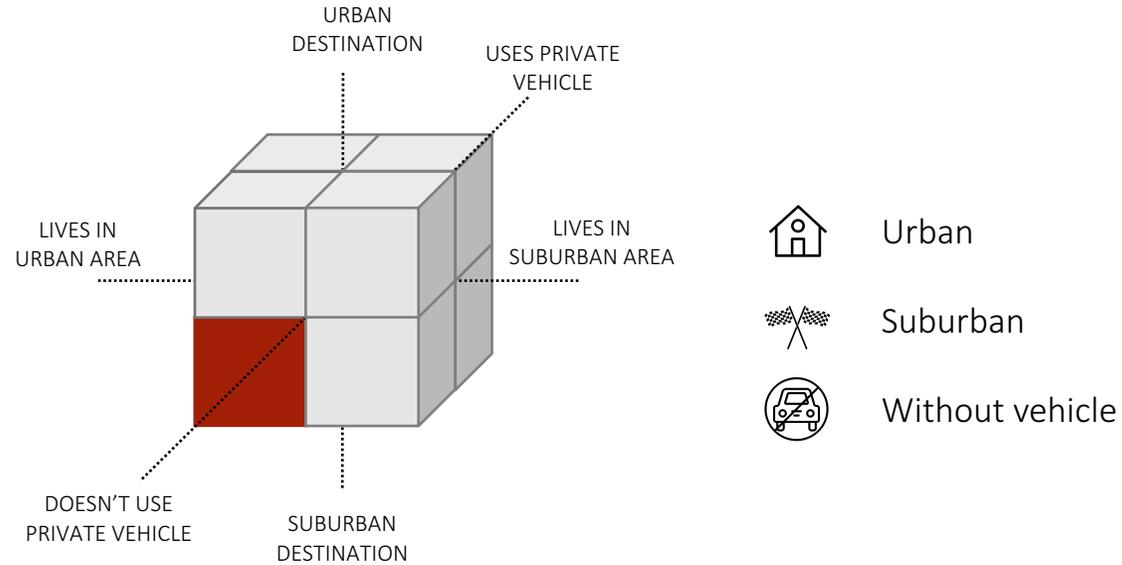 URBAN
DESTINATION
USES PRIVATE
VEHICLE
LIVES IN
URBAN AREA
LIVES IN
SUBURBAN AREA
Urban
Suburban
Without vehicle
DOESN’T USE
PRIVATE VEHICLE
SUBURBAN
DESTINATION